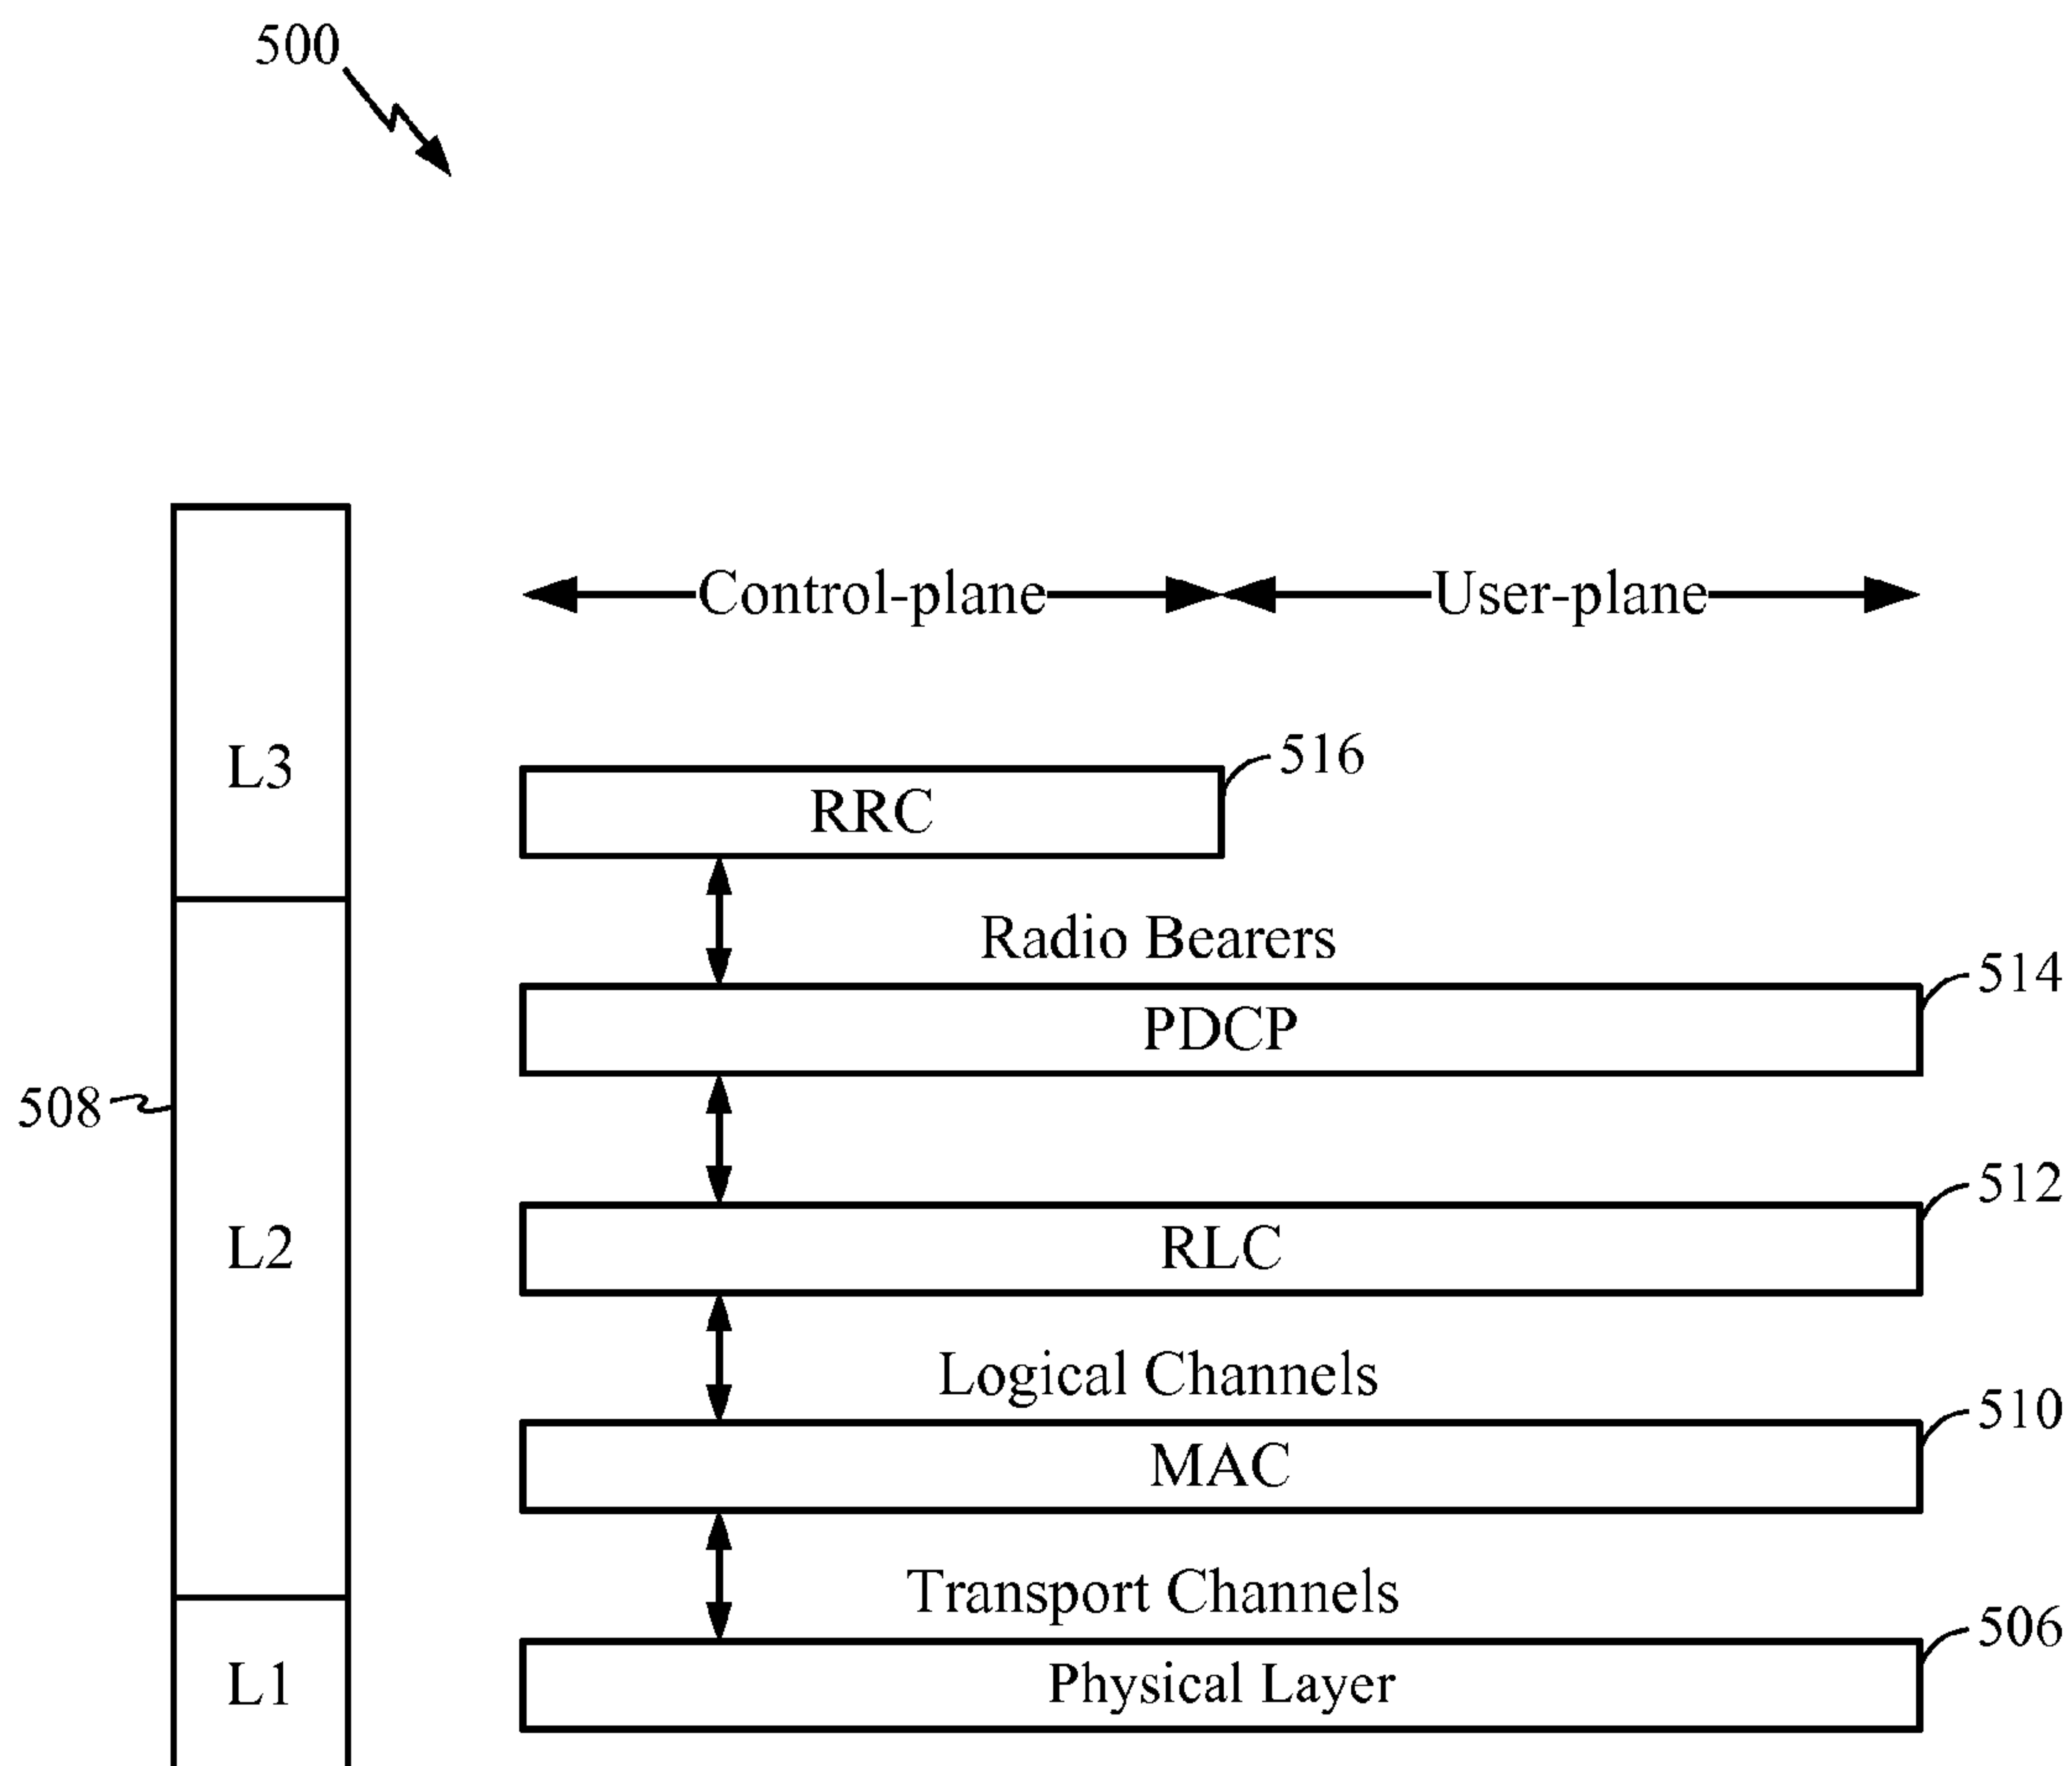 500
Control-plane
User-plane
L3
516
RRC
Radio Bearers
514
PDCP
508
512
L2
RLC
Logical Channels
510
MAC
Transport Channels
506
L1
Physical Layer